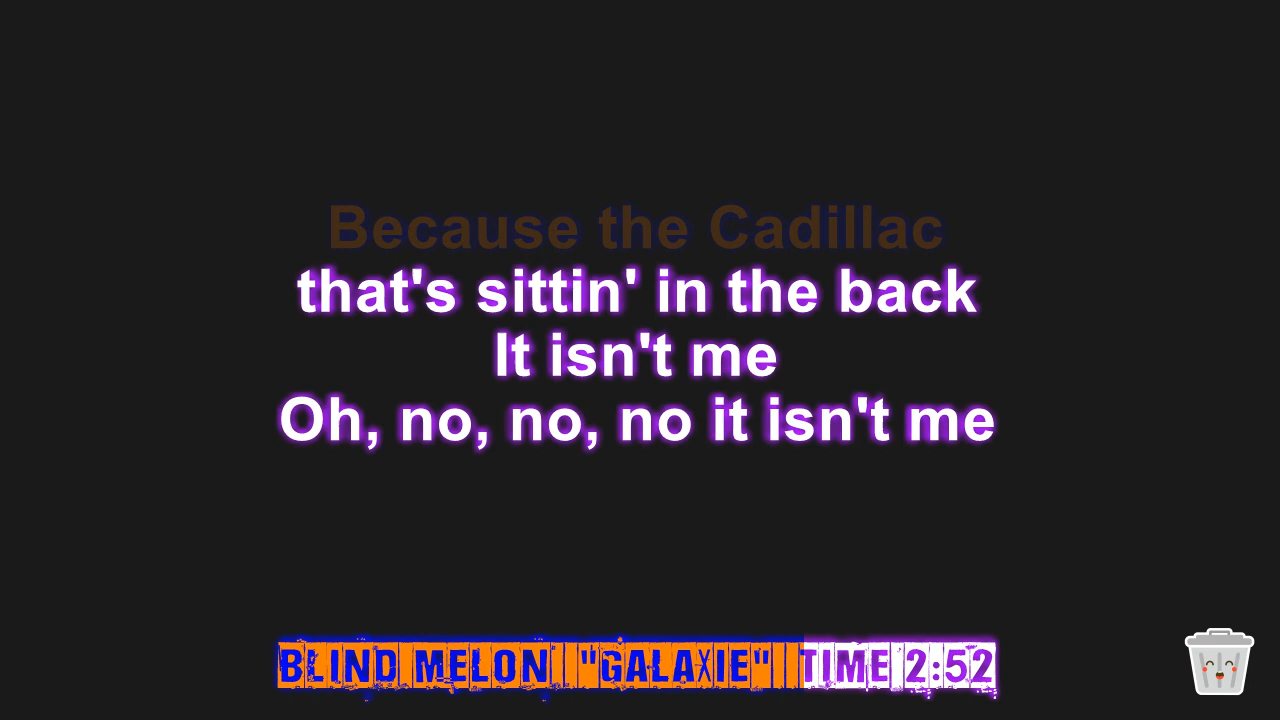 Because the Cadillac
that's sittin' in the back
It isn't me
Oh, no, no, no it isn't me
BLIND MELON "GALAXIE" TIME 2:52